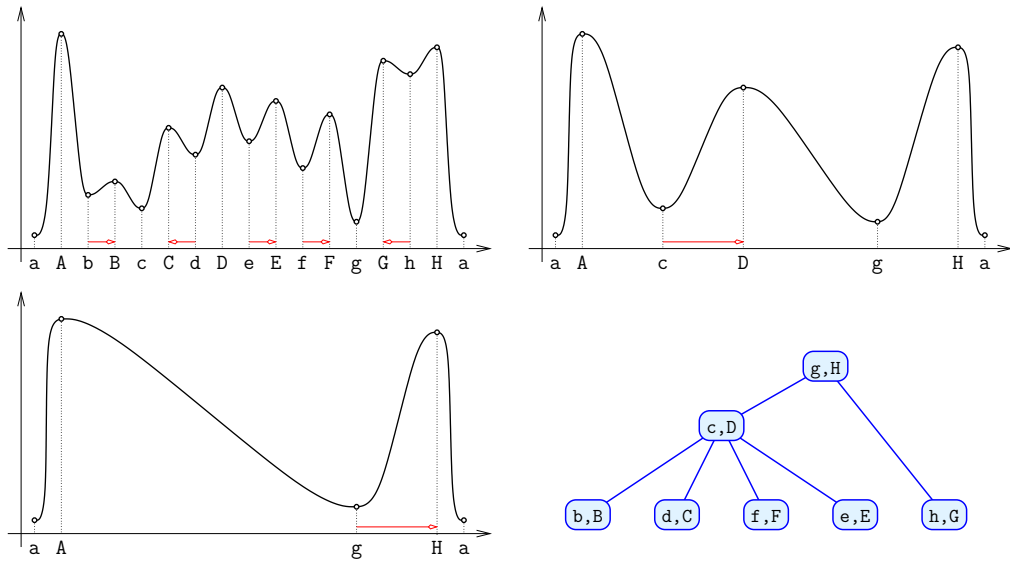 a A b B c C d D e E f F g G h H a
a A c D g H a
a A g H a
g,H
c,D
b,B d,C f,F e,E h,G